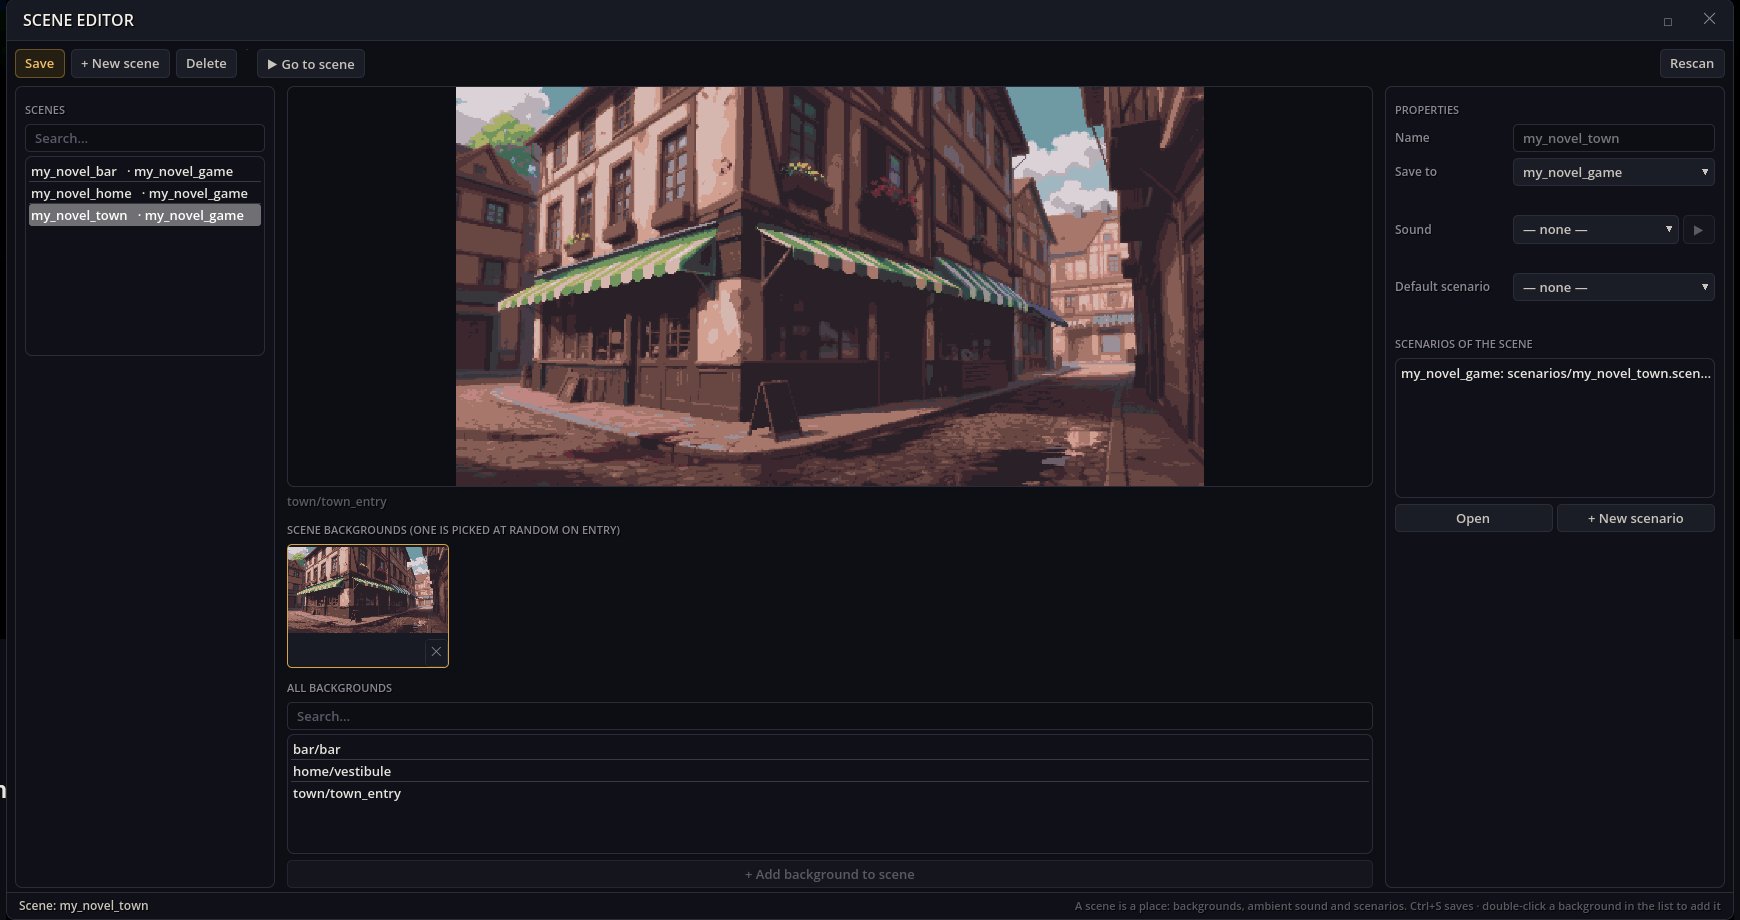 SCENE EDITOR
Save
+ New scene
Delete
▶ Go to scene
Rescan
SCENES
Search...
my_novel_bar · my_novel_game
my_novel_home · my_novel_game
my_novel_town · my_novel_game
town/town_entry
SCENE BACKGROUNDS (ONE IS PICKED AT RANDOM ON ENTRY)
ALL BACKGROUNDS
Search...
bar/bar
home/vestibule
town/town_entry
+ Add background to scene
PROPERTIES
Name my_novel_town
Save to my_novel_game
Sound — none —
Default scenario — none —
SCENARIOS OF THE SCENE
my_novel_game: scenarios/my_novel_town.scen...
Open
+ New scenario
Scene: my_novel_town
A scene is a place: backgrounds, ambient sound and scenarios. Ctrl+S saves · double-click a background in the list to add it